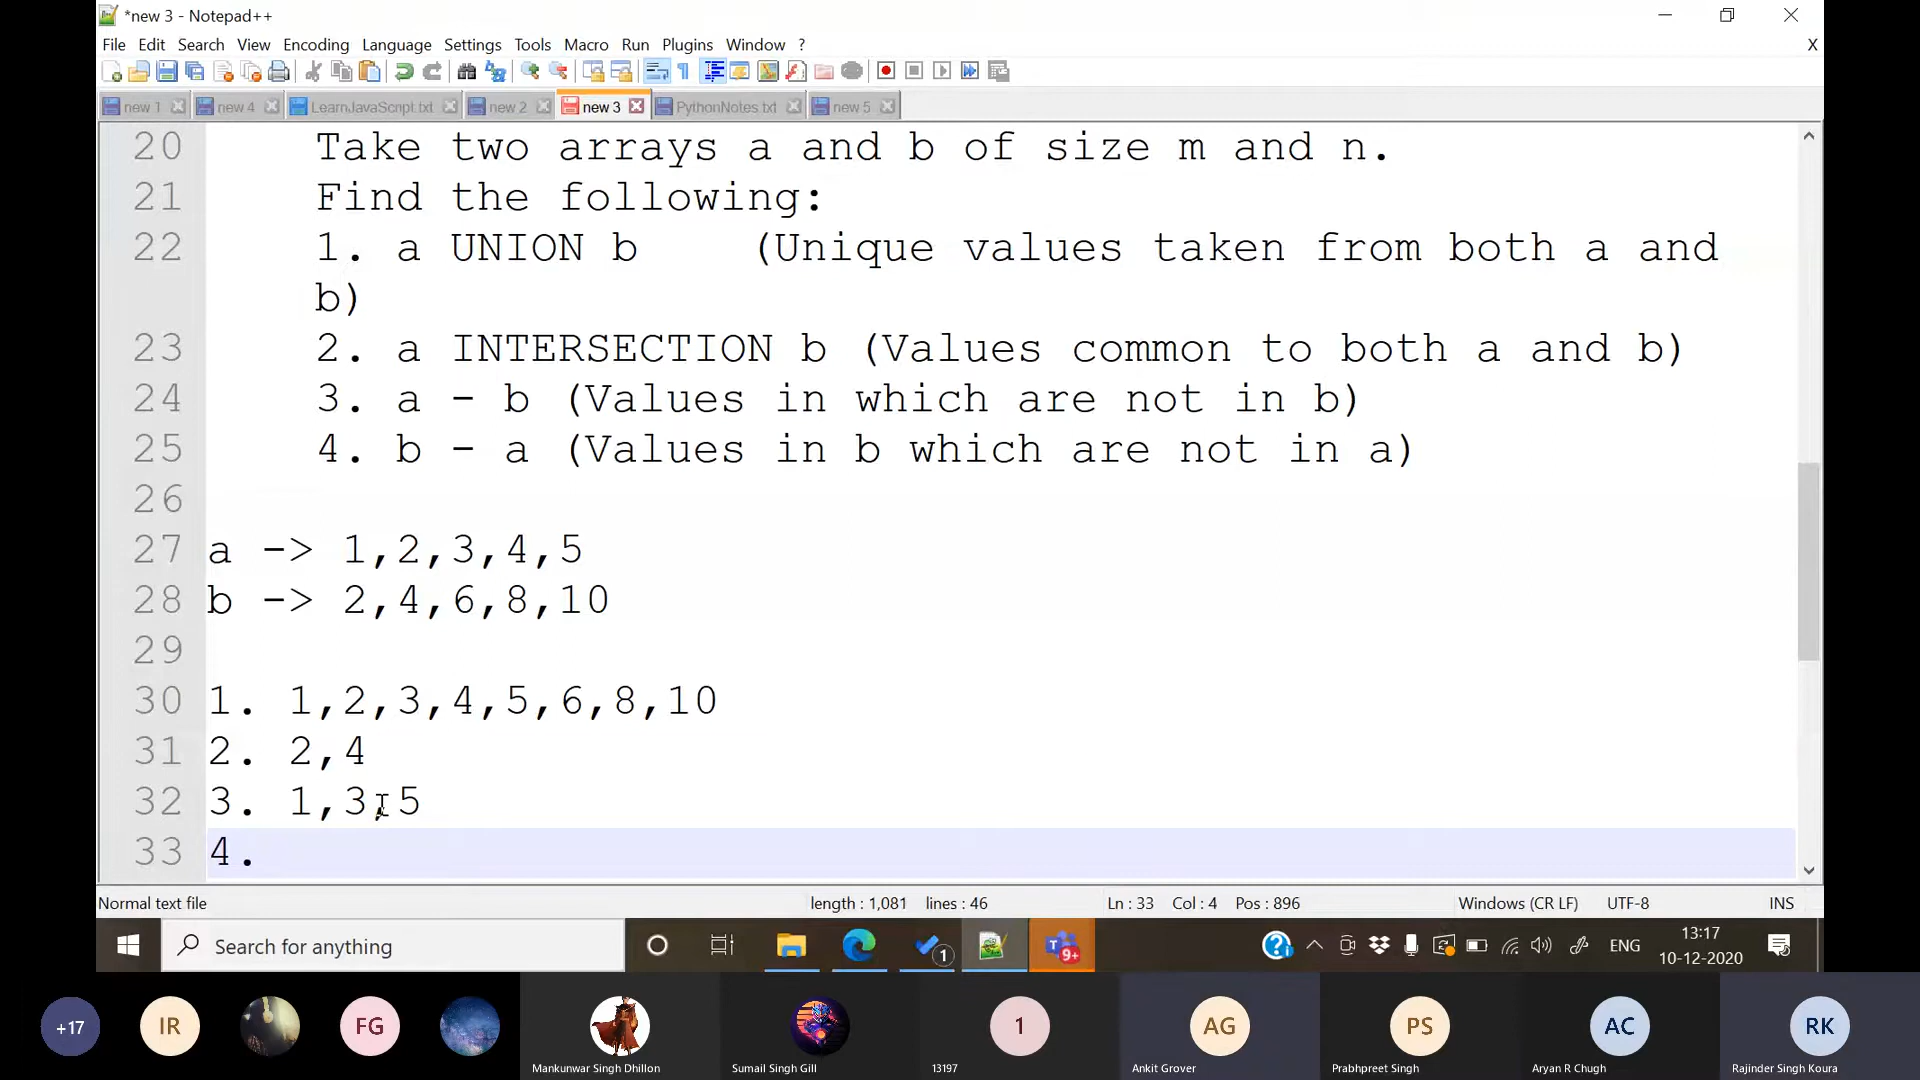 *new 3 - Notepad++
File Edit Search View Encoding Language Settings Tools Macro Run Plugins Window ? X
new 1 new 4 LearnJavaScript.txt new 2 new 3 PythonNotes.txt new 5
20 Take two arrays a and b of size m and n.
21 Find the following:
22 1. a UNION b (Unique values taken from both a and
b)
23 2. a INTERSECTION b (Values common to both a and b)
24 3. a - b (Values in which are not in b)
25 4. b - a (Values in b which are not in a)
26
27 a -> 1,2,3,4,5
28 b -> 2,4,6,8,10
29
30 1. 1,2,3,4,5,6,8,10
31 2. 2,4
32 3. 1,3,5
33 4.
Normal text file length : 1,081 lines : 46 Ln : 33 Col : 4 Pos : 896 Windows (CR LF) UTF-8 INS
Search for anything 1 9+ ENG 13:17
10-12-2020
+17 IR FG 1 AG PS AC RK
Mankunwar Singh Dhillon Sumail Singh Gill 13197 Ankit Grover Prabhpreet Singh Aryan R Chugh Rajinder Singh Koura